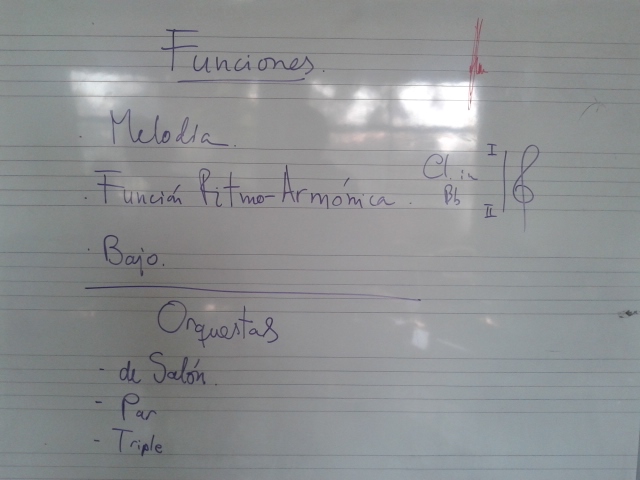 Funciones.
· Melodía.
· Función Ritmo-Armónica.
· Bajo.
Cl. in
Bb
I
II
Orquestas
- de Salón.
- Par
- Triple